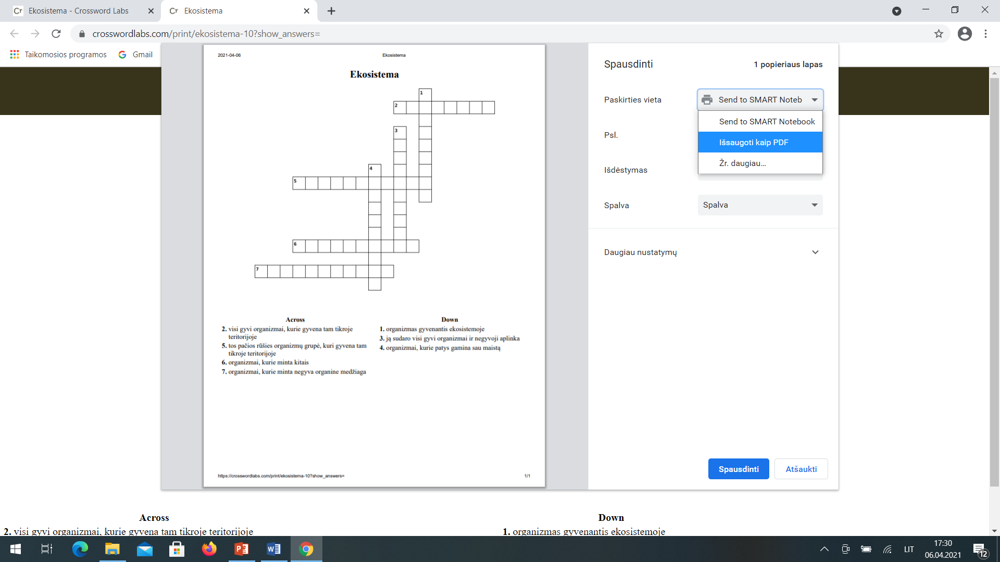 Cr Ekosistema - Crossword Labs
Cr Ekosistema
crosswordlabs.com/print/ekosistema-10?show_answers=
Taikomosios programos
Gmail
2021-04-06
Ekosistema
Ekosistema
1
2
3
4
5
6
7
Across
2. visi gyvi organizmai, kurie gyvena tam tikroje
teritorijoje
5. tos pačios rūšies organizmų grupė, kuri gyvena tam
tikroje teritorijoje
6. organizmai, kurie minta kitais
7. organizmai, kurie minta negyva organine medžiaga
Down
1. organizmas gyvenantis ekosistemoje
3. ją sudaro visi gyvi organizmai ir negyvoji aplinka
4. organizmai, kurie patys gamina sau maistą
https://crosswordlabs.com/print/ekosistema-10?show_answers=
1/1
Spausdinti
1 popieriaus lapas
Paskirties vieta
Send to SMART Noteb
Send to SMART Notebook
Išsaugoti kaip PDF
Žr. daugiau...
Psl.
Išdėstymas
Spalva
Spalva
Daugiau nustatymų
Spausdinti
Atšaukti
Across
2. visi gyvi organizmai, kurie gyvena tam tikroje teritorijoje
Down
1. organizmas gyvenantis ekosistemoje
LIT
17:30
06.04.2021
12